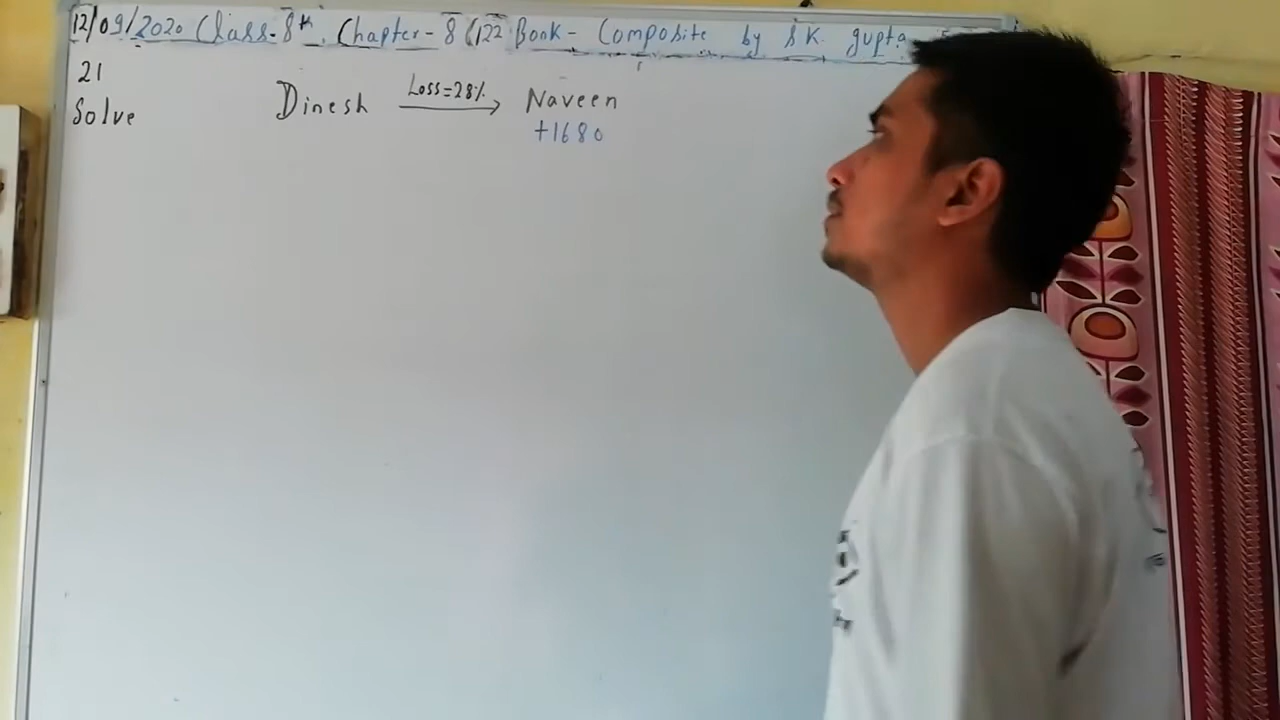 12/09/2020 Class-8th Chapter-8 (122 Book- Composite by S.K. gupta
21
Solve
Dinesh Loss=28% → Naveen
+1680